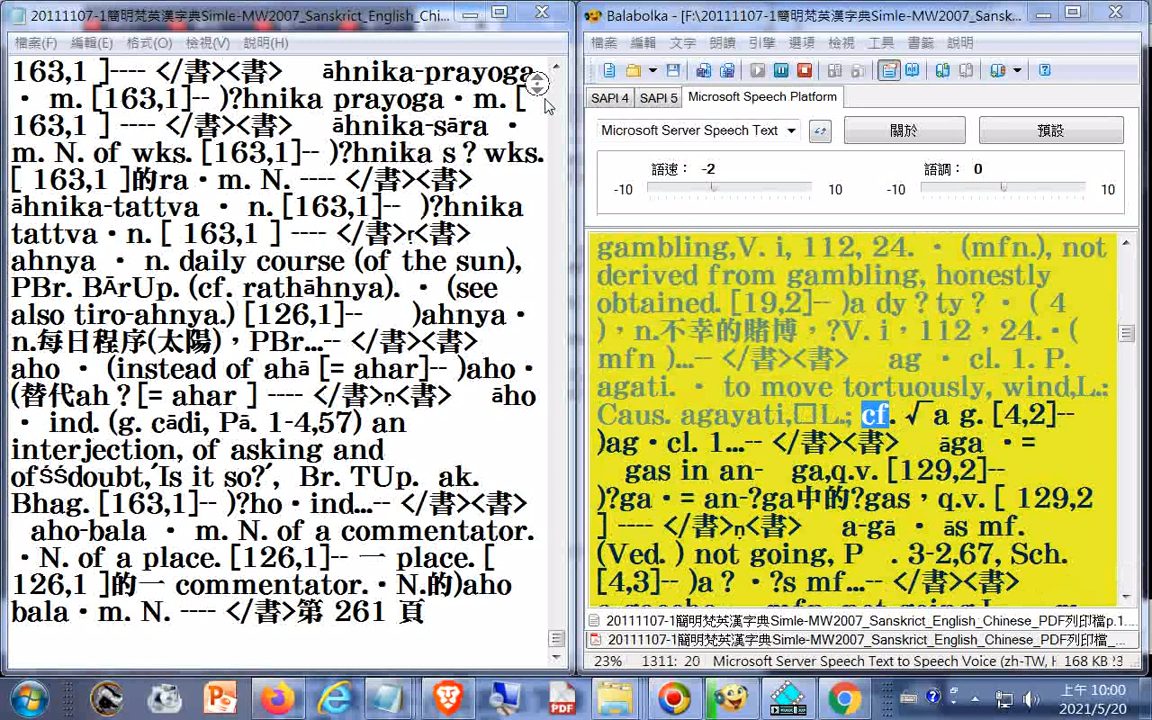 20111107-1簡明梵英漢字典Simle-MW2007_Sanskrict_English_Chi...
檔案(F) 編輯(E) 格式(O) 檢視(V) 說明(H)
163,1 ]---- </書><書> āhnika-prayoga
· m. [163,1]-- )?hnika prayoga·m. [
163,1 ] ---- </書><書> āhnika-sāra ·
m. N. of wks. [163,1]-- )?hnika s ? wks.
[ 163,1 ]的ra·m. N. ---- </書><書>
āhnika-tattva · n. [163,1]-- )?hnika
tattva·n. [ 163,1 ] ---- </書>ṛ<書>
ahnya · n. daily course (of the sun),
PBr. BĀrUp. (cf. rathāhnya). · (see
also tiro-ahnya.) [126,1]-- )ahnya·
n.每日程序(太陽),PBr...-- </書><書>
aho · (instead of ahā [= ahar]-- )aho·
(替代ah ? [= ahar ] ---- </書>ṇ<書> āho
· ind. (g. cādi, Pā. 1-4,57) an
interjection, of asking and
ofśśdoubt,'Is it so?', Br. TUp. ak.
Bhag. [163,1]-- )?ho·ind...-- </書><書>
aho-bala · m. N. of a commentator.
·N. of a place. [126,1]-- 一 place. [
126,1 ]的一 commentator.·N.的)aho
bala·m. N. ---- </書>第 261 頁
Balabolka - [F:\20111107-1簡明梵英漢字典Simle-MW2007_Sansk...
檔案 編輯 文字 朗讀 引擎 選項 檢視 工具 書籤 說明
SAPI 4 SAPI 5 Microsoft Speech Platform
Microsoft Server Speech Text 關於 預設
語速： -2 語調： 0
-10 10 -10 10
gambling,V. i, 112, 24. · (mfn.), not
derived from gambling, honestly
obtained. [19,2]-- )a dy ? ty ? · ( 4
),n.不幸的賭博,?V. i,112,24.·(
mfn )...-- </書><書> ag · cl. 1. P.
agati. · to move tortuously, wind,L.:
Caus. agayati,□L.; cf. √a g. [4,2]--
)ag·cl. 1...-- </書><書> āga ·=
gas in an- ga,q.v. [129,2]--
)?ga·= an-?ga中的?gas,q.v. [ 129,2
] ---- </書>ṇ<書> a-gā · ās mf.
(Ved. ) not going, P . 3-2,67, Sch.
[4,3]-- )a ? · ?s mf...-- </書><書>
20111107-1簡明梵英漢字典Simle-MW2007_Sanskrict_English_Chinese_PDF列印檔p.1...
20111107-1簡明梵英漢字典Simle-MW2007_Sanskrict_English_Chinese_PDF列印檔_...
23% 1311: 20 Microsoft Server Speech Text to Speech Voice (zh-TW, H 168 KB
上午 10:00
2021/5/20